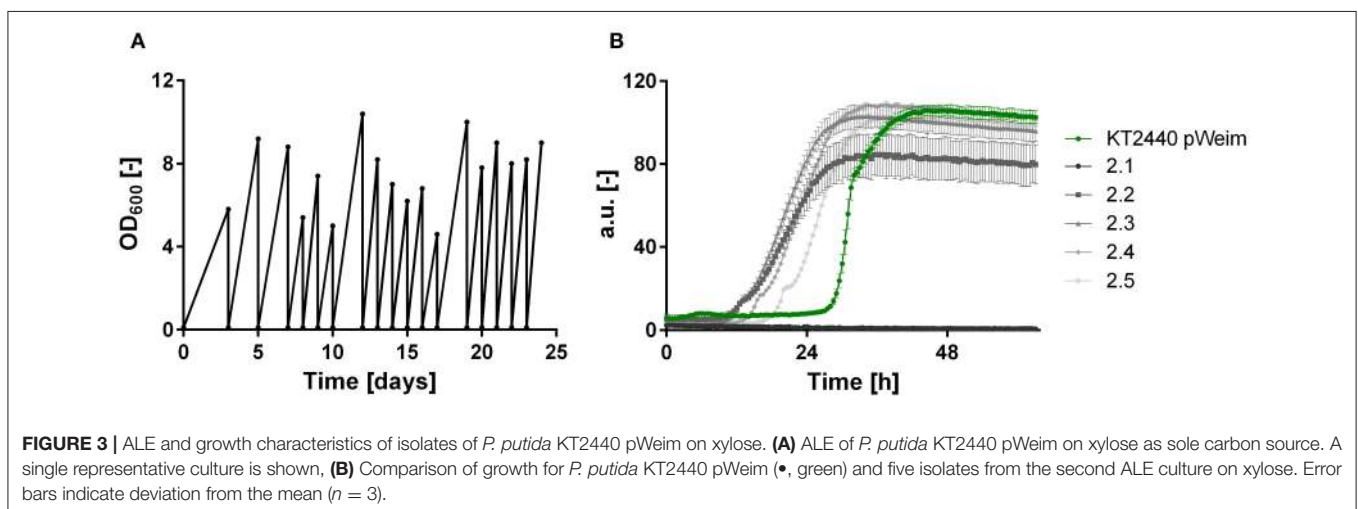 A
OD600 [-]
12
8
4
0
0 5 10 15 20 25
Time [days]
B
a.u. [-]
120
80
40
0
0 24 48
Time [h]
KT2440 pWeim
2.1
2.2
2.3
2.4
2.5
FIGURE 3 | ALE and growth characteristics of isolates of P. putida KT2440 pWeim on xylose. (A) ALE of P. putida KT2440 pWeim on xylose as sole carbon source. A
single representative culture is shown, (B) Comparison of growth for P. putida KT2440 pWeim (•, green) and five isolates from the second ALE culture on xylose. Error
bars indicate deviation from the mean (n = 3).